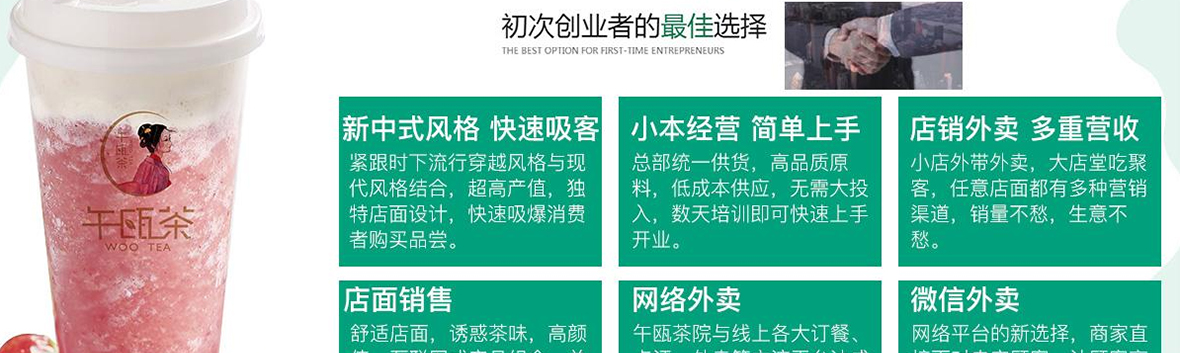 初次创业者的最佳选择
THE BEST OPTION FOR FIRST-TIME ENTREPRENEURS
午瓯茶
午瓯茶
WOO TEA
新中式风格 快速吸客
紧跟时下流行穿越风格与现
代风格结合，超高产值，独
特店面设计，快速吸爆消费
者购买品尝。
小本经营 简单上手
总部统一供货，高品质原
料，低成本供应，无需大投
入，数天培训即可快速上手
开业。
店销外卖 多重营收
小店外带外卖，大店堂吃聚
客，任意店面都有多种营销
渠道，销量不愁，生意不
愁。
店面销售
舒适店面，诱惑茶味，高颜
网络外卖
午瓯茶院与线上各大订餐、
微信外卖
网络平台的新选择，商家直